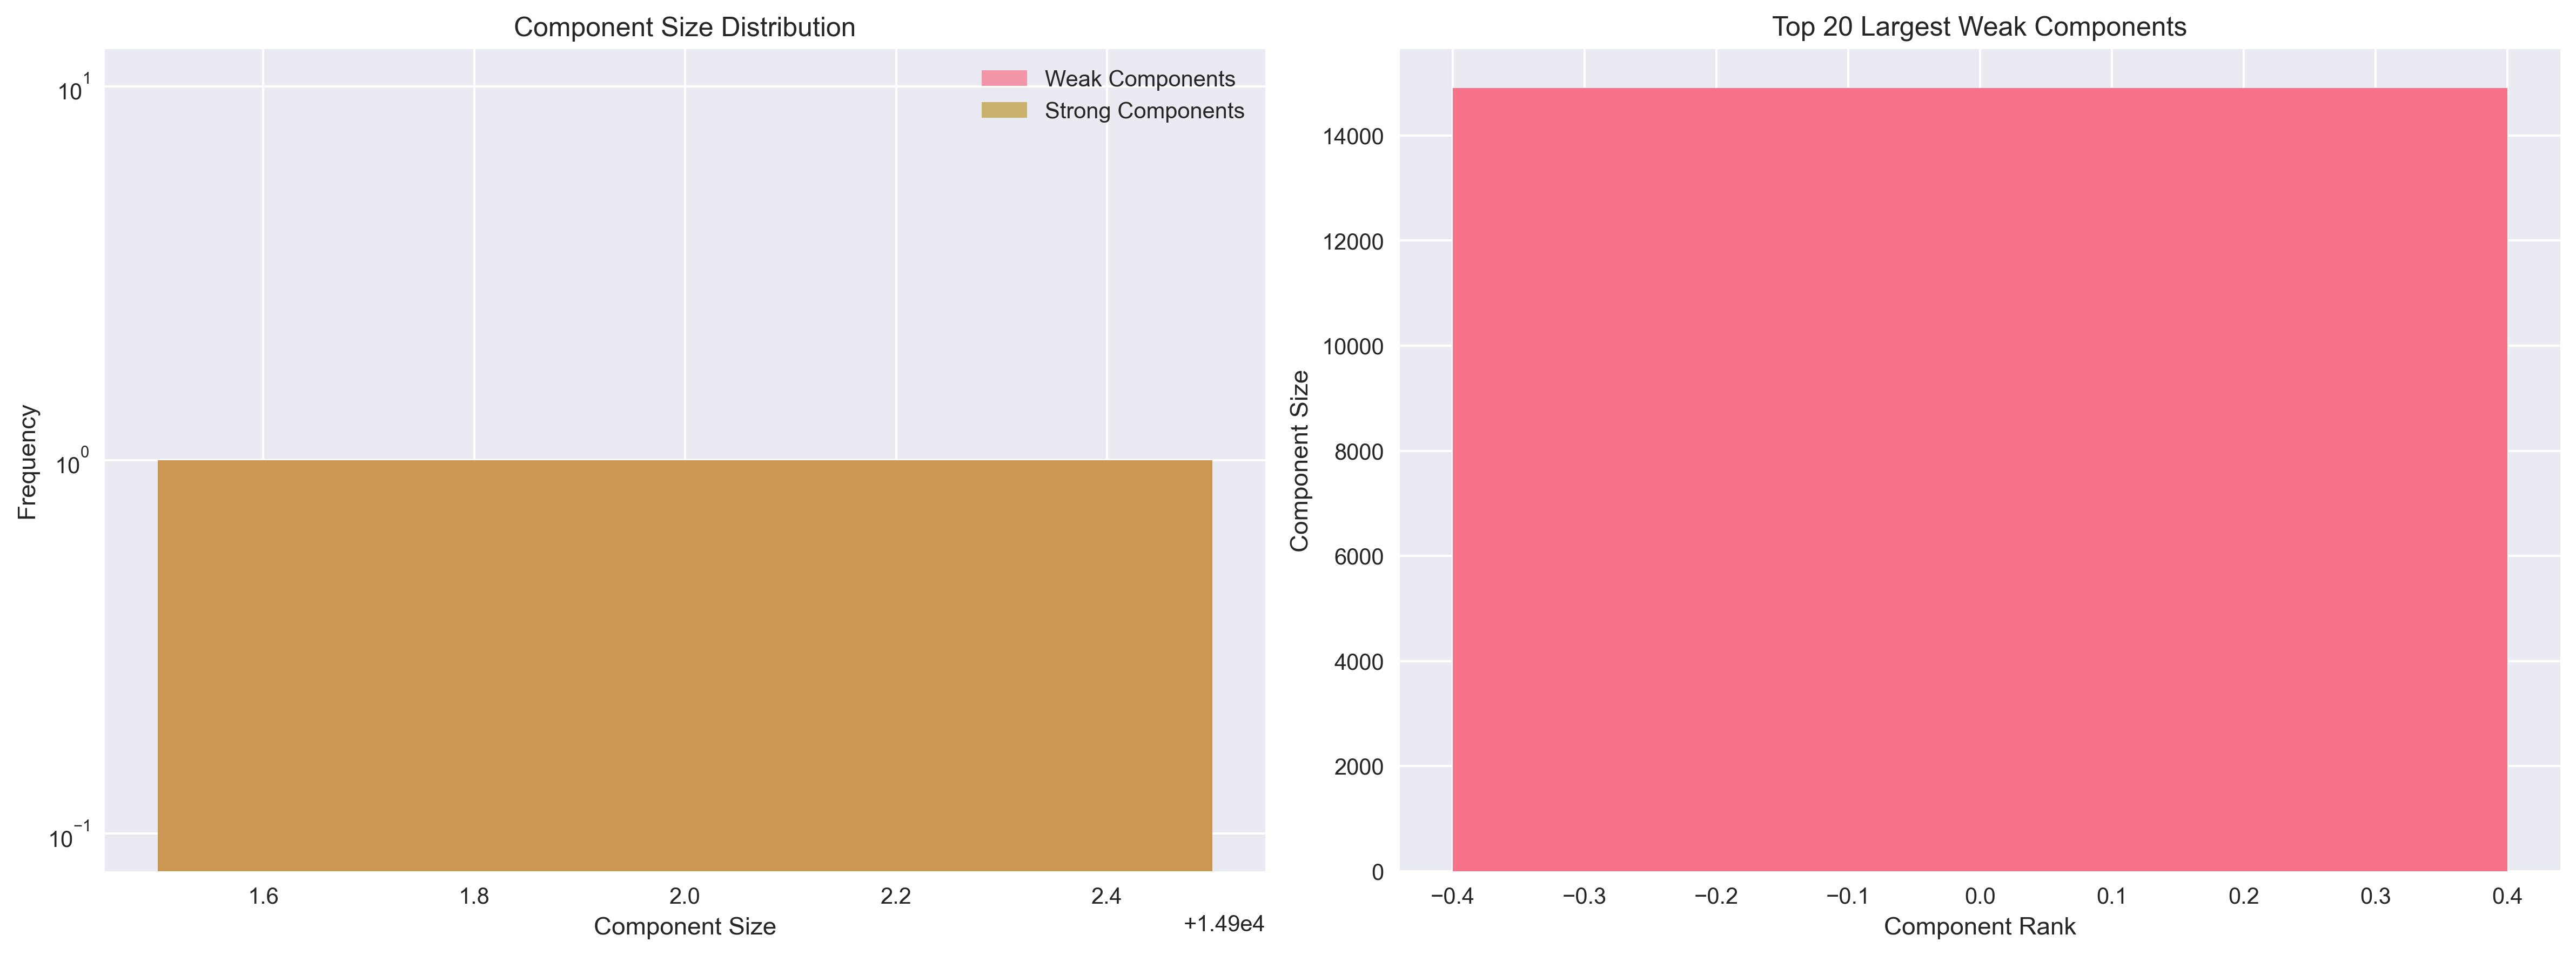 Component Size Distribution
Weak Components
Strong Components
10^1
10^0
10^−1
Frequency
1.6 1.8 2.0 2.2 2.4
+1.49e4
Component Size
Top 20 Largest Weak Components
14000
12000
10000
8000
6000
4000
2000
0
Component Size
−0.4 −0.3 −0.2 −0.1 0.0 0.1 0.2 0.3 0.4
Component Rank